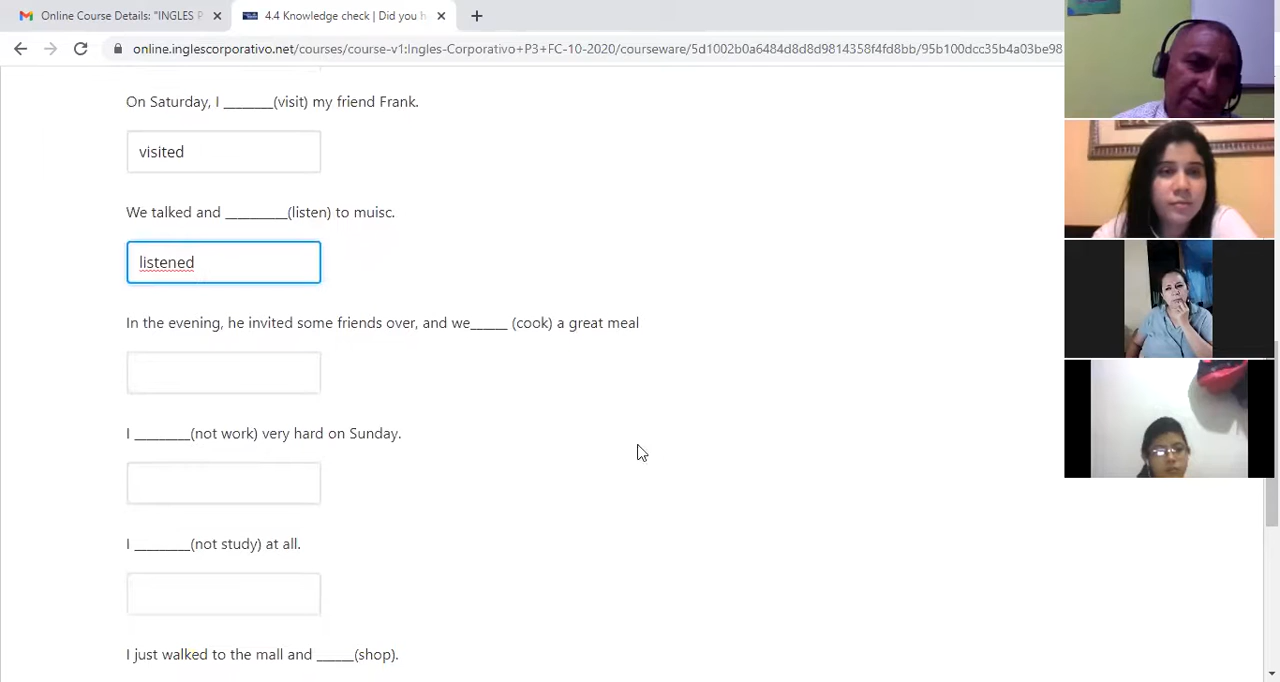 Online Course Details: "INGLES P
4.4 Knowledge check | Did you h
online.inglescorporativo.net/courses/course-v1:Ingles-Corporativo+P3+FC-10-2020/courseware/5d1002b0a6484d8d8d9814358f4fd8bb/95b100dcc35b4a03be98
On Saturday, I ________(visit) my friend Frank.
visited
We talked and __________(listen) to muisc.
listened
In the evening, he invited some friends over, and we______ (cook) a great meal
I _________(not work) very hard on Sunday.
I _________(not study) at all.
I just walked to the mall and ______(shop).